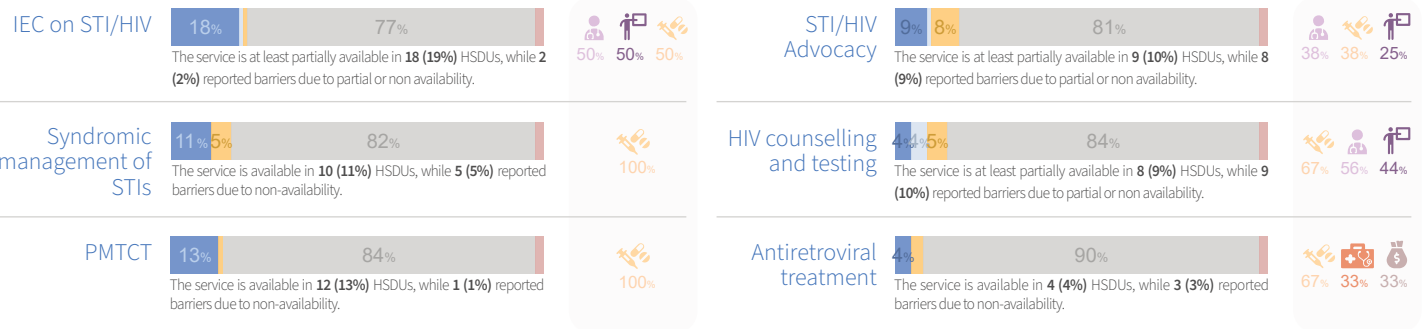 IEC on STI/HIV
18%
77%
The service is at least partially available in 18 (19%) HSDUs, while 2
(2%) reported barriers due to partial or non availability.
50% 50% 50%
Syndromic
management of
STIs
11% 5%
82%
The service is available in 10 (11%) HSDUs, while 5 (5%) reported
barriers due to non-availability.
100%
PMTCT
13%
84%
The service is available in 12 (13%) HSDUs, while 1 (1%) reported
barriers due to non-availability.
100%
STI/HIV
Advocacy
9% 8%
81%
The service is at least partially available in 9 (10%) HSDUs, while 8
(9%) reported barriers due to partial or non availability.
38% 38% 25%
HIV counselling
and testing
4% 4% 5%
84%
The service is at least partially available in 8 (9%) HSDUs, while 9
(10%) reported barriers due to partial or non availability.
67% 56% 44%
Antiretroviral
treatment
4%
90%
The service is available in 4 (4%) HSDUs, while 3 (3%) reported
barriers due to non-availability.
67% 33% 33%